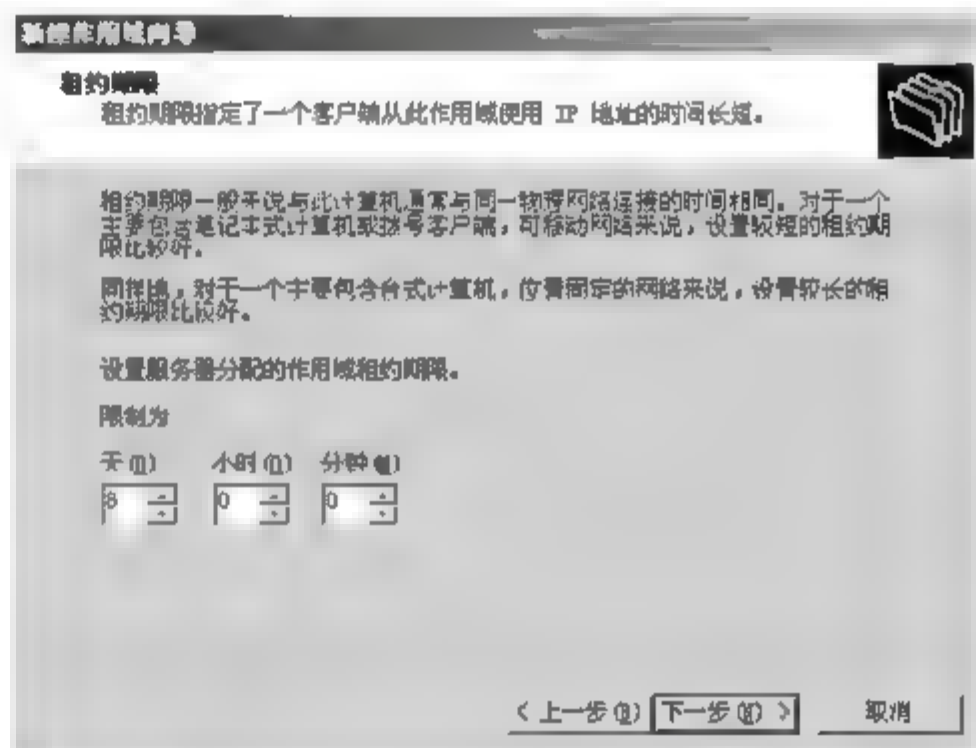 新建作用域向导
租约期限
租约期限指定了一个客户端从此作用域使用 IP 地址的时间长短。
租约期限一般来说与此计算机通常与同一物理网络连接的时间相同。对于一个
主要包含笔记本式计算机或拨号客户端，可移动网络来说，设置较短的租约期
限比较好。
同样地，对于一个主要包含台式计算机，位置固定的网络来说，设置较长的租
约期限比较好。
设置服务器分配的作用域租约期限。
限制为
天(D) 小时(U) 分钟(M)
8 0 0
< 上一步(B) 下一步(N) > 取消